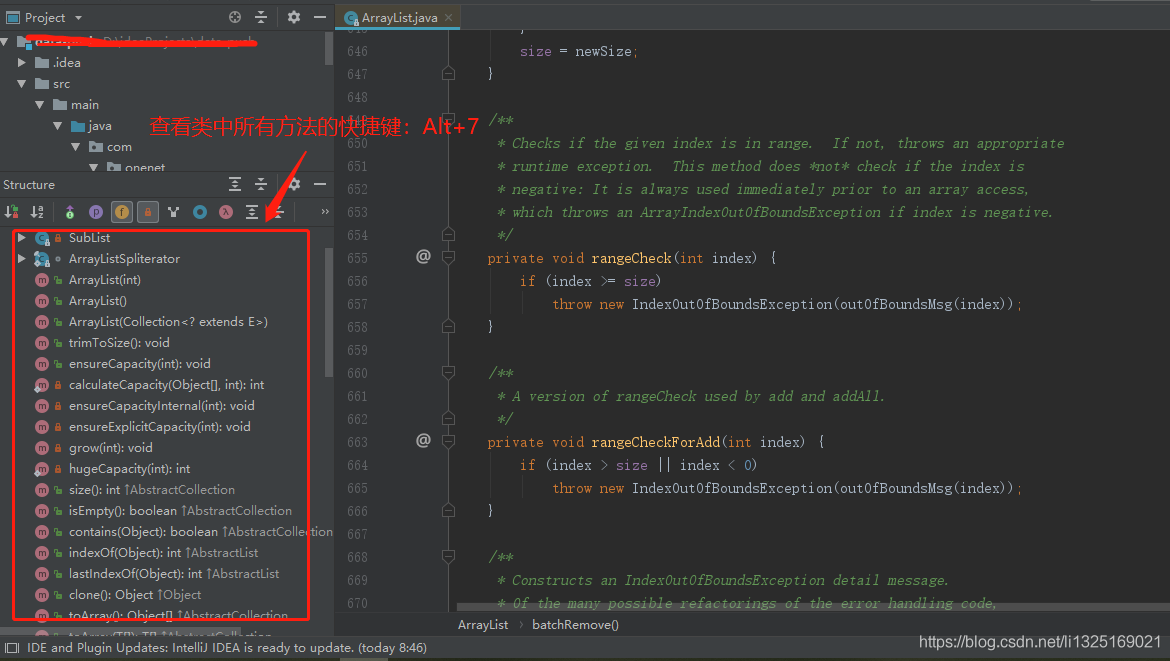 Project
ArrayList.java
.idea
src
main
java
com
onenet
查看类中所有方法的快捷键：Alt+7
Structure
SubList
ArrayListSpliterator
ArrayList(int)
ArrayList()
ArrayList(Collection<? extends E>)
trimToSize(): void
ensureCapacity(int): void
calculateCapacity(Object[], int): int
ensureCapacityInternal(int): void
ensureExplicitCapacity(int): void
grow(int): void
hugeCapacity(int): int
size(): int ↑AbstractCollection
isEmpty(): boolean ↑AbstractCollection
contains(Object): boolean ↑AbstractCollection
indexOf(Object): int ↑AbstractList
lastIndexOf(Object): int ↑AbstractList
clone(): Object ↑Object
toArray(): Object[] ↑AbstractCollection
toArray(T[]): T[] ↑AbstractCollection
646 size = newSize;
647 }
648
/**
650 * Checks if the given index is in range.  If not, throws an appropriate
651 * runtime exception.  This method does *not* check if the index is
652 * negative: It is always used immediately prior to an array access,
653 * which throws an ArrayIndexOutOfBoundsException if index is negative.
654 */
655 @ private void rangeCheck(int index) {
656 if (index >= size)
657 throw new IndexOutOfBoundsException(outOfBoundsMsg(index));
658 }
659
660 /**
661 * A version of rangeCheck used by add and addAll.
662 */
663 @ private void rangeCheckForAdd(int index) {
664 if (index > size || index < 0)
665 throw new IndexOutOfBoundsException(outOfBoundsMsg(index));
666 }
667
668 /**
669 * Constructs an IndexOutOfBoundsException detail message.
670 * Of the many possible refactorings of the error handling code,
ArrayList › batchRemove()
IDE and Plugin Updates: IntelliJ IDEA is ready to update. (today 8:46)
https://blog.csdn.net/li1325169021